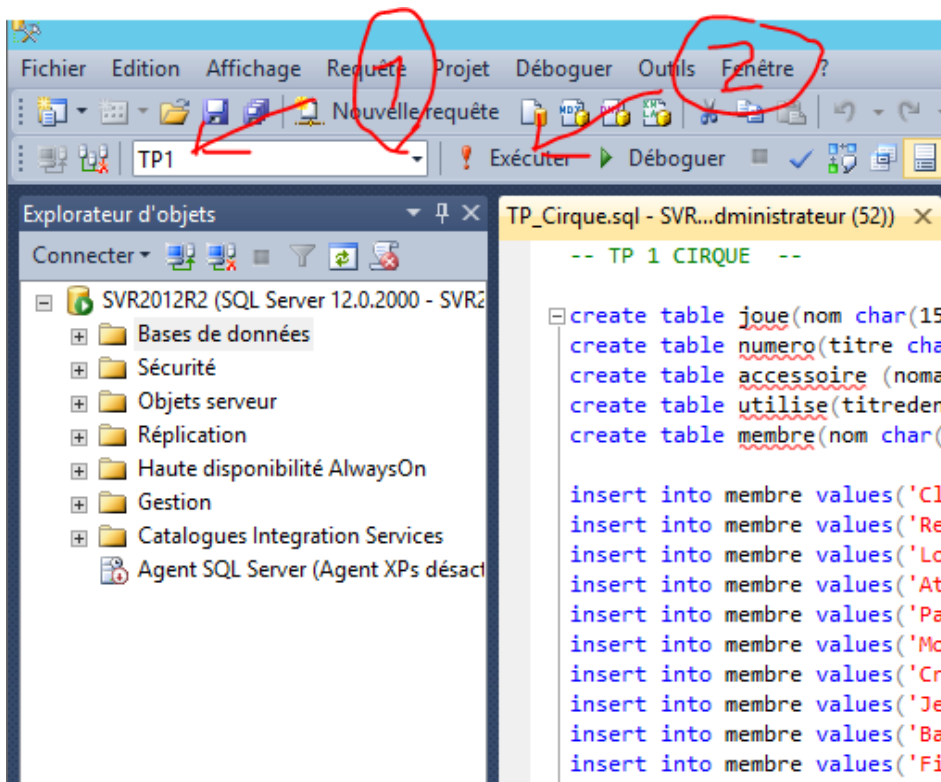 1
2
Fichier Edition Affichage Requête Projet Déboguer Outils Fenêtre ?
Nouvelle requête
TP1 Exécuter Déboguer
Explorateur d'objets
TP_Cirque.sql - SVR...dministrateur (52))
Connecter
SVR2012R2 (SQL Server 12.0.2000 - SVR2
Bases de données
Sécurité
Objets serveur
Réplication
Haute disponibilité AlwaysOn
Gestion
Catalogues Integration Services
Agent SQL Server (Agent XPs désact
-- TP 1 CIRQUE --
create table joue(nom char(15
create table numero(titre cha
create table accessoire (noma
create table utilise(titreden
create table membre(nom char(
insert into membre values('Cl
insert into membre values('Re
insert into membre values('Lo
insert into membre values('At
insert into membre values('Pa
insert into membre values('Mo
insert into membre values('Cr
insert into membre values('Je
insert into membre values('Ba
insert into membre values('Fi